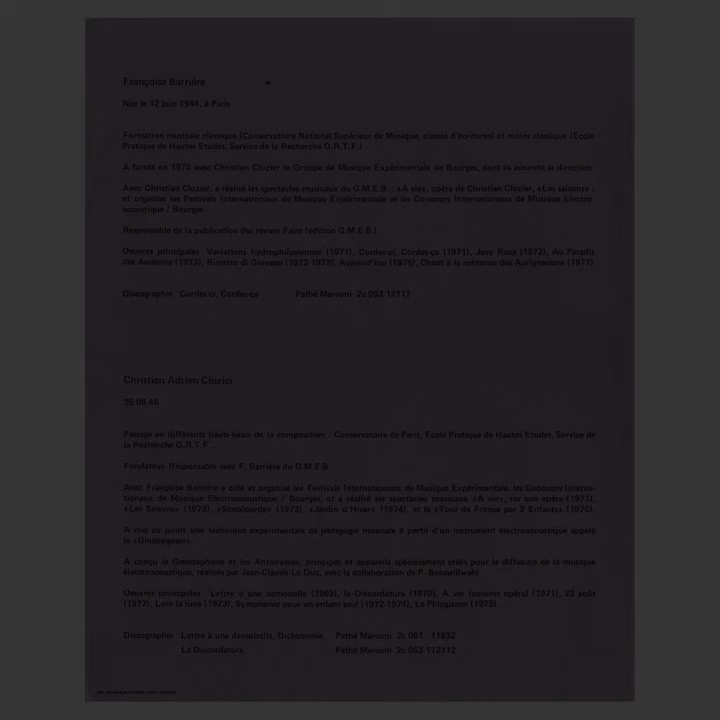 Françoise Barrière
Née le 12 juin 1944, à Paris
Formation musicale classique (Conservatoire National Supérieur de Musique, classes d'écritures) et moins classique (Ecole
Pratique de Hautes Etudes, Service de la Recherche O.R.T.F.)
A fondé en 1970 avec Christian Clozier le Groupe de Musique Expérimentale de Bourges, dont ils assurent la direction.
Avec Christian Clozier, a réalisé les spectacles musicaux du G.M.E.B. : «A vie», opéra de Christian Clozier, «Les saisons» ;
et organise les Festivals Internationaux de Musique Expérimentale et les Concours Internationaux de Musique Electro-
acoustique / Bourges.
Responsable de la publication des revues Faire (édition G.M.E.B.)
Oeuvres principales Variations hydrophilusiennes (1971), Cordes-ci, Cordes-ça (1971), Java Rosa (1972), Au Paradis
des Assassins (1973), Ritratto di Giovane (1972-1973), Aujourd'hui (1975), Chant à la mémoire des Aurignaciens (1977)
Discographie Cordes-ci, Cordes-ça Pathé Marconi 2c 063 12112
Christian Adrien Clozier
25.08.45
Passage en différents hauts-lieux de la composition : Conservatoire de Paris, Ecole Pratique de Hautes Etudes, Service de
la Recherche O.R.T.F.
Fondateur-Responsable avec F. Barrière du G.M.E.B.
Avec Françoise Barrière a créé et organisé les Festivals Internationaux de Musique Expérimentale, les Concours Interna-
tionaux de Musique Electroacoustique / Bourges, et a réalisé les spectacles musicaux «A vie», sur son opéra (1971),
«Les Saisons» (1972), «Sonolourde» (1973), «Jardin d'Hiver» (1974), et le «Tour de France par 2 Enfants» (1976).
A mis au point une technique expérimentale de pédagogie musicale à partir d'un instrument électroacoustique appelé
le «Gmebogosse».
A conçu le Gmebaphone et les Antonymes, principes et appareils spécialement créés pour la diffusion de la musique
électroacoustique, réalisés par Jean-Claude Le Duc, avec la collaboration de P. Boeswillwald.
Oeuvres principales Lettre à une demoiselle (1969), la Discordatura (1970), A vie (concret opéra) (1971), 22 août
(1972), Loin la lune (1973), Symphonie pour un enfant seul (1972-1974), La Phlegeton (1975).
Discographie Lettre à une demoiselle, Dichotomie Pathé Marconi 2c 061 11632
La Discordatura Pathé Marconi 2c 063 112112